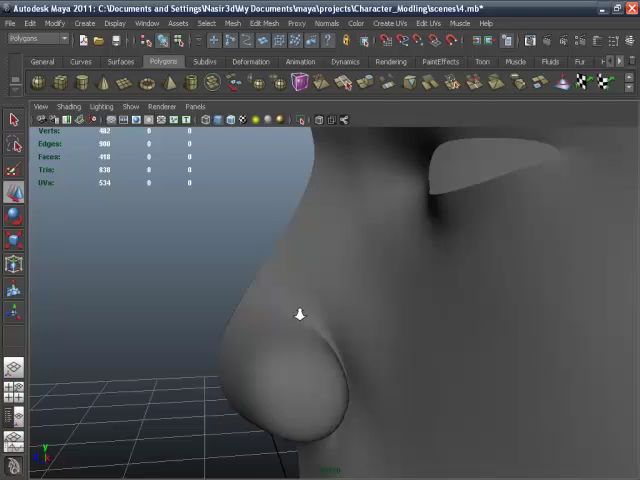 Autodesk Maya 2011: C:\Documents and Settings\Nasir3d\My Documents\maya\projects\Character_Modling\scenes\4.mb*
File Edit Modify Create Display Window Assets Select Mesh Edit Mesh Proxy Normals Color Create UVs Edit UVs Help
Polygons
General Curves Surfaces Polygons Subdivs Deformation Animation Dynamics Rendering PaintEffects Toon Muscle Fluids Fur
View Shading Lighting Show Renderer Panels
Verts: 482 0 0
Edges: 900 0 0
Faces: 418 0 0
Tris: 838 0 0
UVs: 534 0 0
y
persp